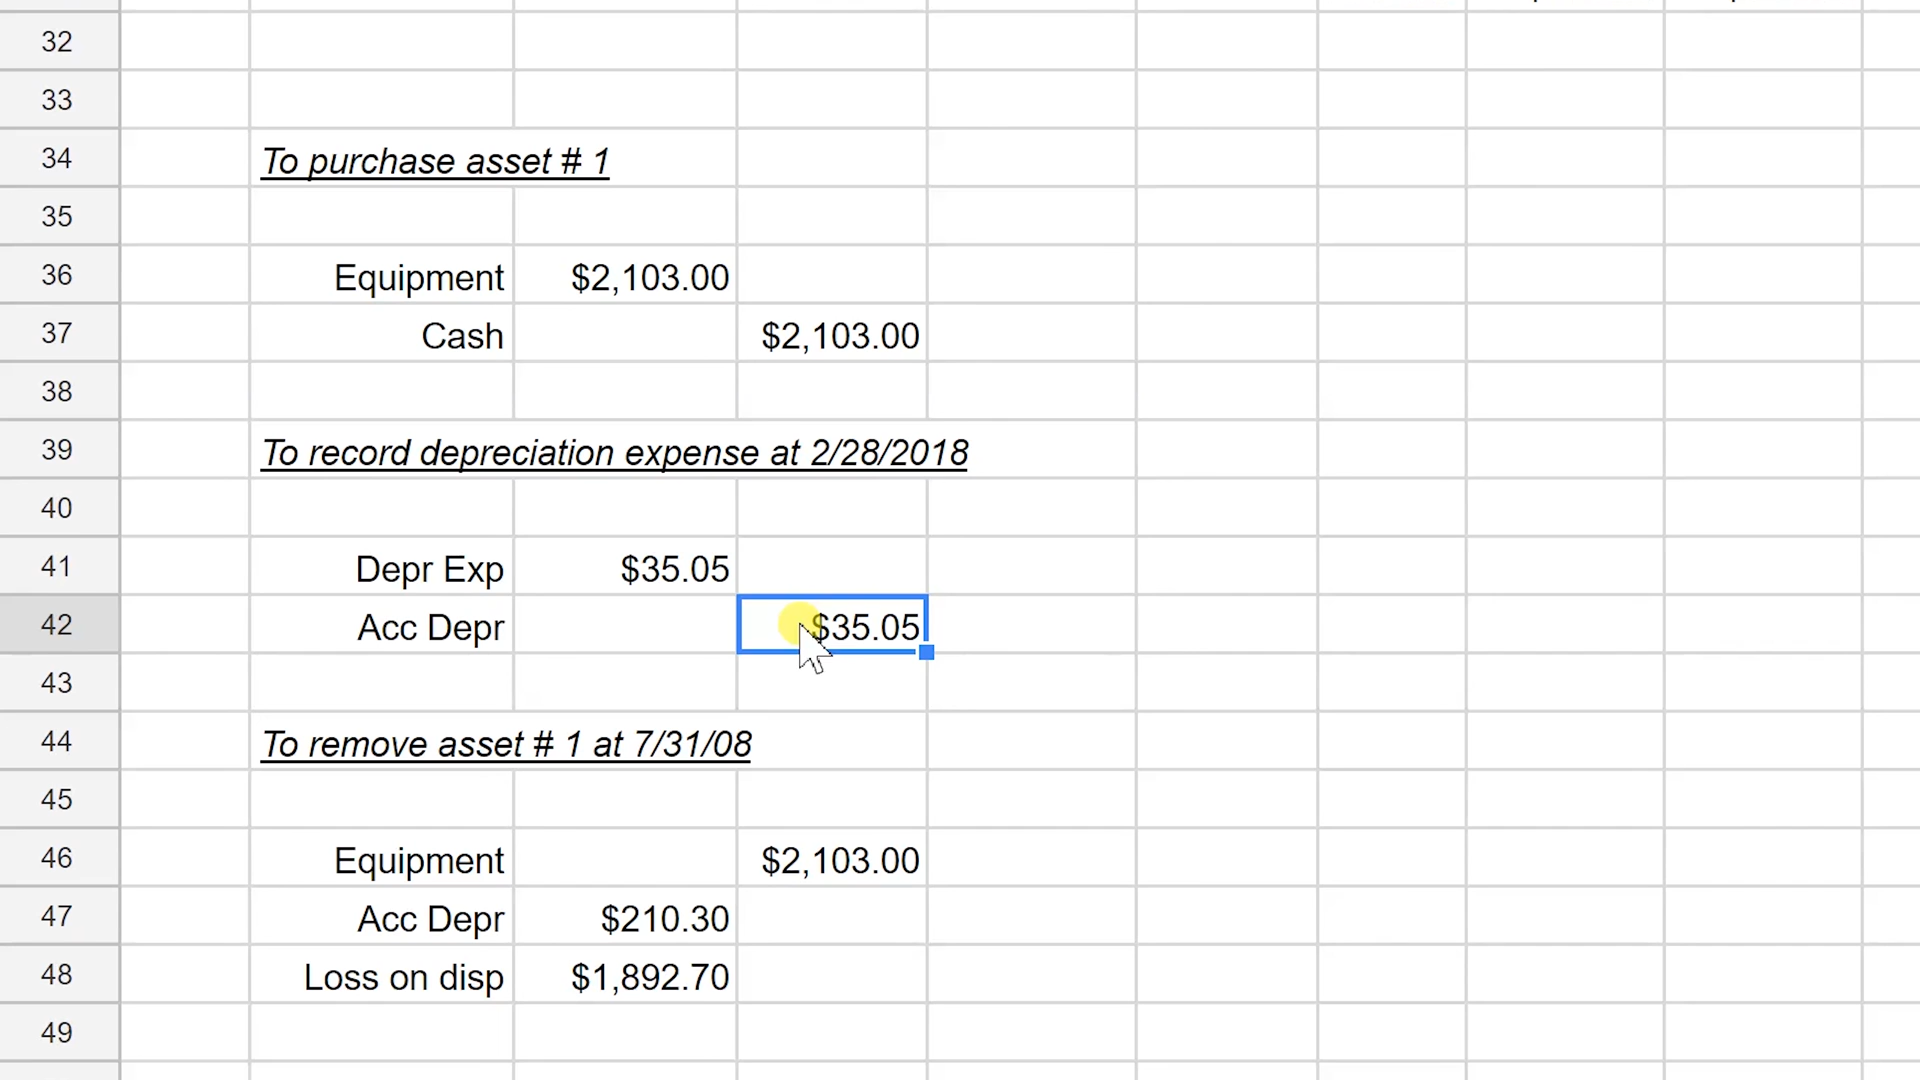 32
33
34 To purchase asset # 1
35
36 Equipment $2,103.00
37 Cash $2,103.00
38
39 To record depreciation expense at 2/28/2018
40
41 Depr Exp $35.05
42 Acc Depr $35.05
43
44 To remove asset # 1 at 7/31/08
45
46 Equipment $2,103.00
47 Acc Depr $210.30
48 Loss on disp $1,892.70
49